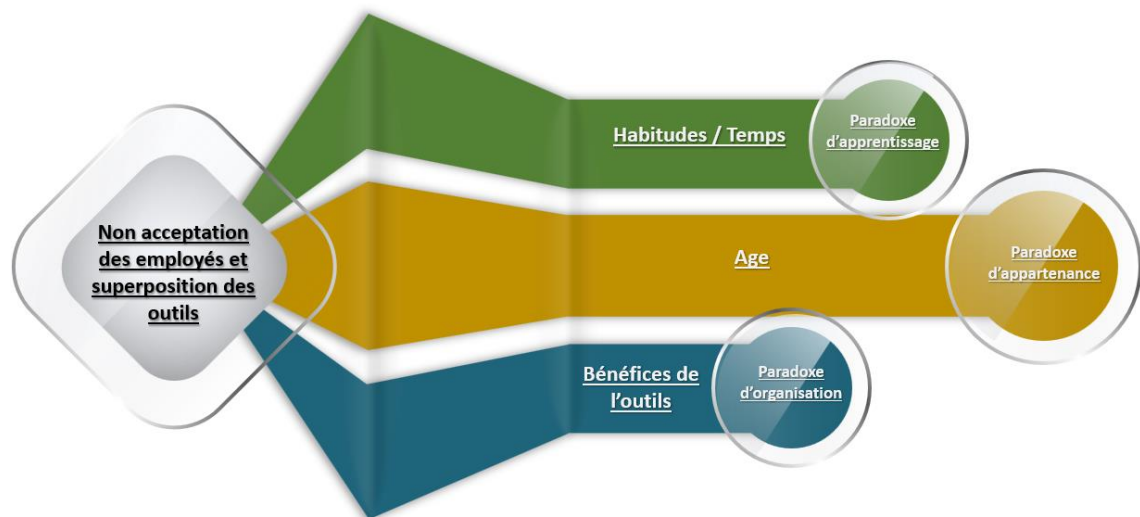 Non acceptation
des employés et
superposition des
outils
Habitudes / Temps
Paradoxe
d'apprentissage
Age
Paradoxe
d'appartenance
Bénéfices de
l'outils
Paradoxe
d'organisation